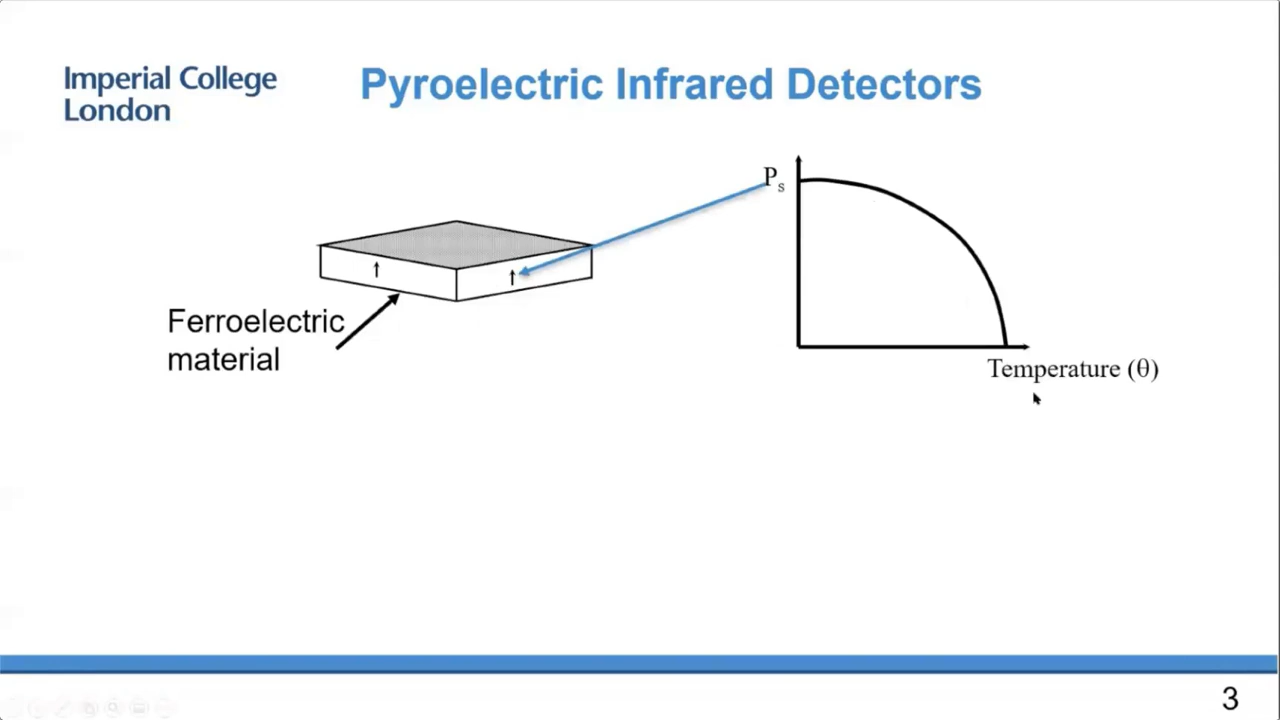 Imperial College
London
Pyroelectric Infrared Detectors
Pₛ
Ferroelectric
material
Temperature (θ)
3